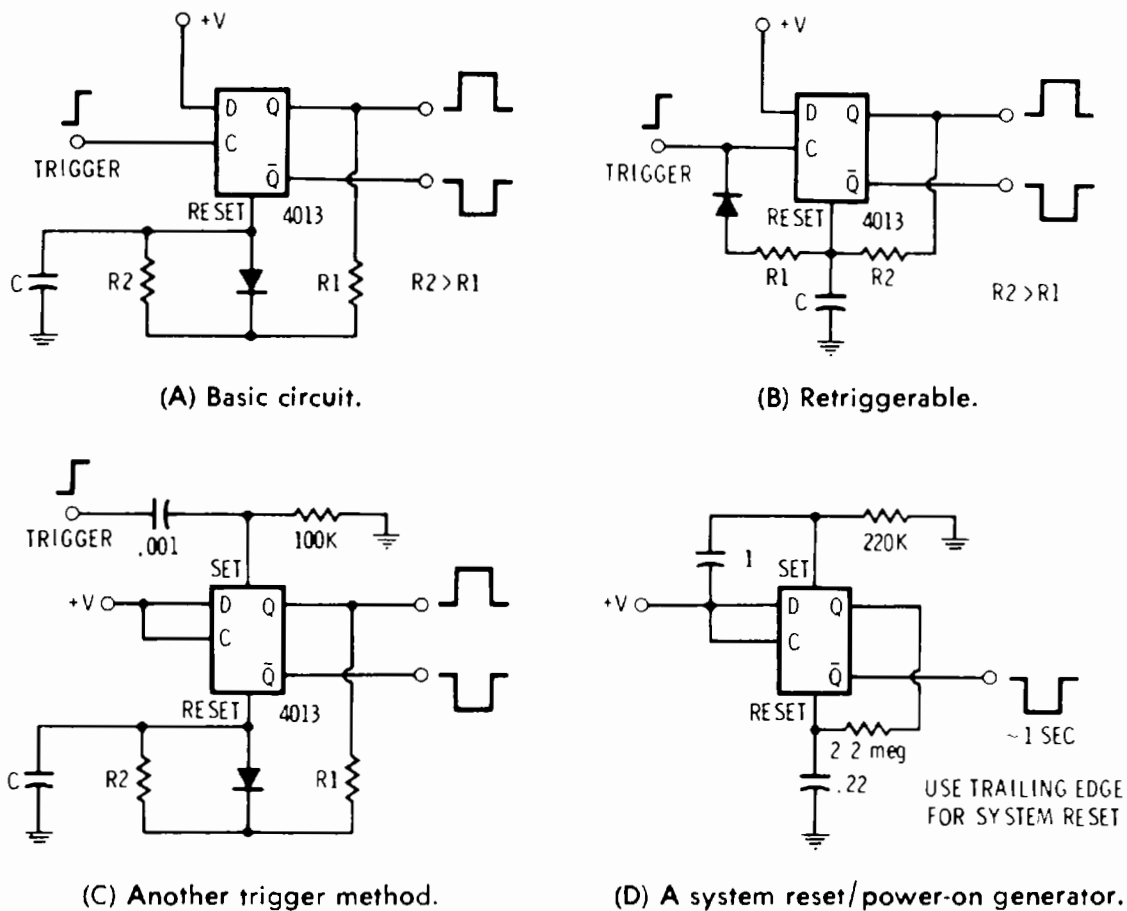 +V
D Q
C
Q̄
TRIGGER
RESET
4013
C
R2
R1
R2 > R1
(A) Basic circuit.
+V
D Q
C
Q̄
TRIGGER
RESET
4013
R1
R2
C
R2 > R1
(B) Retriggerable.
TRIGGER
.001
100K
SET
+V
D Q
C
Q̄
RESET
4013
C
R2
R1
(C) Another trigger method.
1
220K
SET
+V
D Q
C
Q̄
RESET
2 2 meg
.22
~1 SEC
USE TRAILING EDGE
FOR SYSTEM RESET
(D) A system reset/power-on generator.